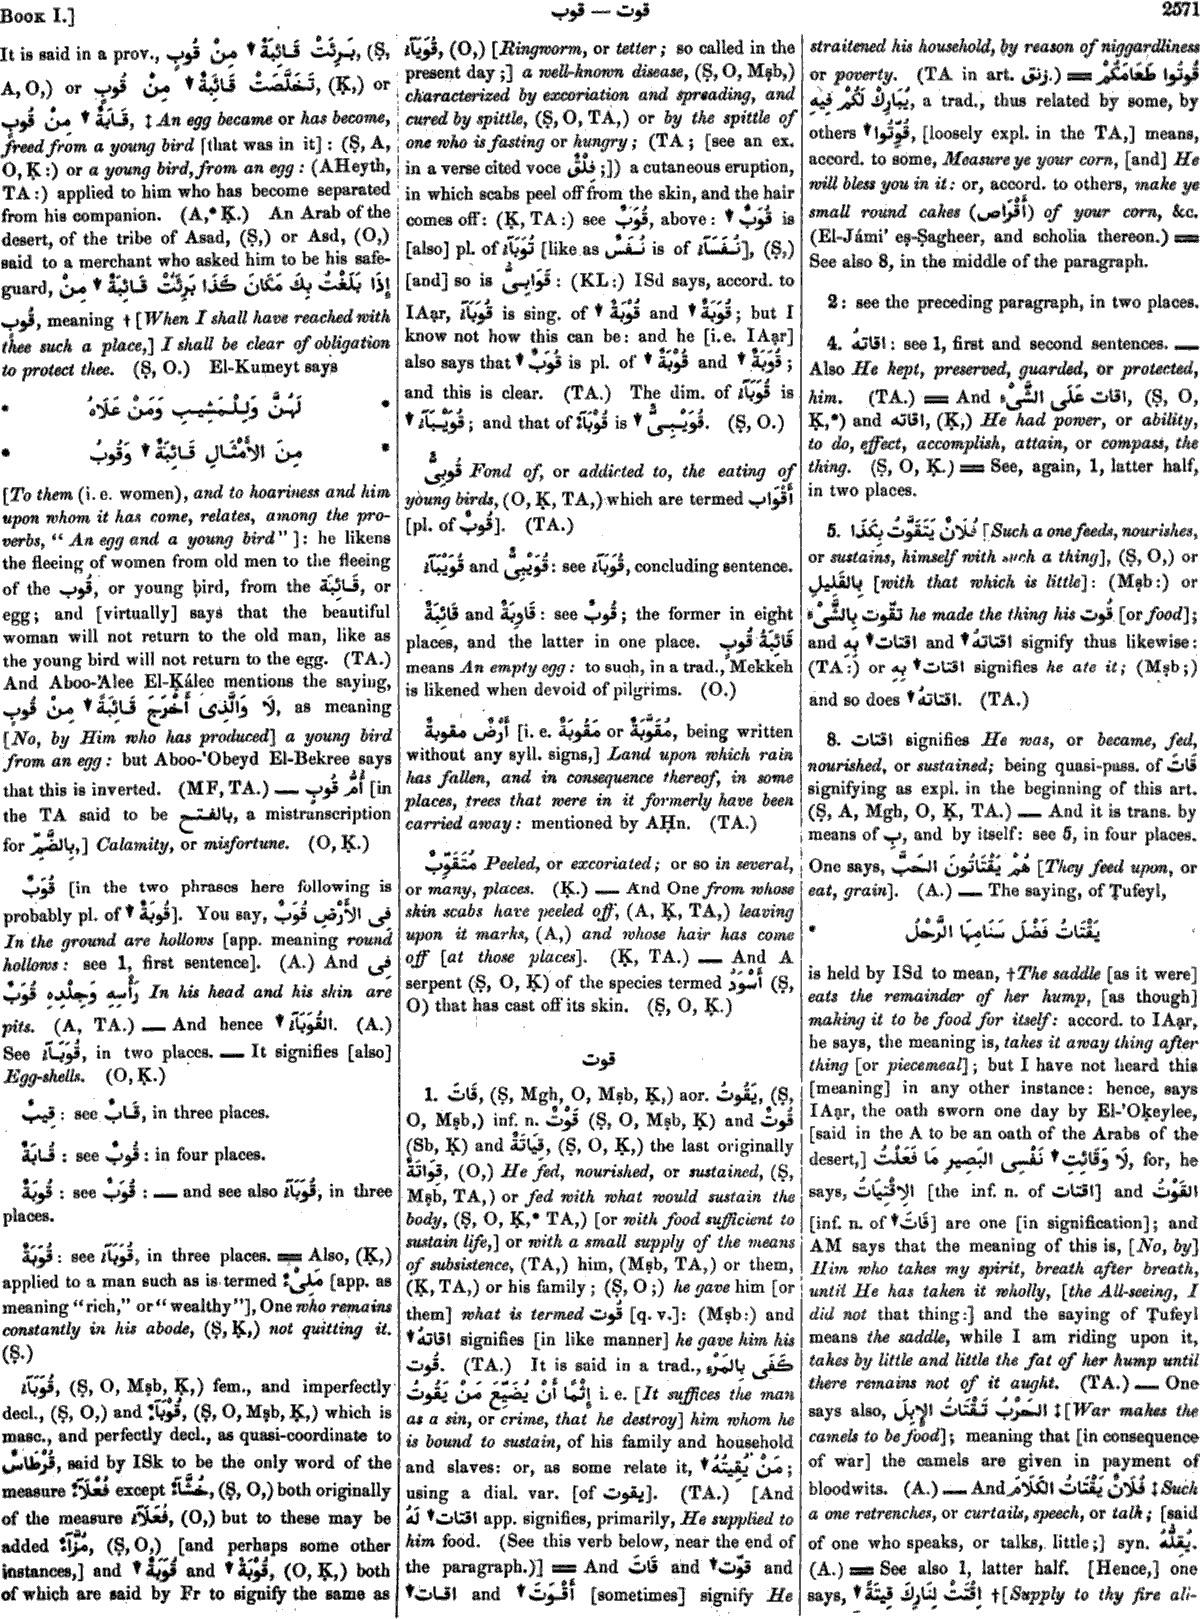 Book I.]
قوب — قوت
2571
It is said in a prov., بَرِئَتْ قَائِبَةٌ مِنْ قُوبٍ, (Ṣ,
A, O,) or تَخَلَّصَتْ قَائِبَةٌ مِنْ قُوبٍ, (Ḳ,) or
قَابَةٌ مِنْ قُوبٍ, ‡ An egg became or has become,
freed from a young bird [that was in it] : (Ṣ, A,
O, Ḳ :) or a young bird, from an egg : (AHeyth,
TA :) applied to him who has become separated
from his companion. (A,* Ḳ.) An Arab of the
desert, of the tribe of Asad, (Ṣ,) or Asd, (O,)
said to a merchant who asked him to be his safe-
guard, إِذَا بَلَغْتُ بِكَ مَكَانَ كَذَا بَرِئَتْ قَائِبَةٌ مِنْ
قُوبٍ, meaning † [When I shall have reached with
thee such a place,] I shall be clear of obligation
to protect thee. (Ṣ, O.) El-Kumeyt says
* لَهُنَّ وَلِلْمَشِيبِ وَمَنْ عَلَاهُ *
* مِنَ الأَمْثَالِ قَائِبَةٌ وَقُوبُ *
[To them (i. e. women), and to hoariness and him
upon whom it has come, relates, among the pro-
verbs, “ An egg and a young bird” ] : he likens
the fleeing of women from old men to the fleeing
of the قُوب, or young bird, from the قَائِبَة, or
egg ; and [virtually] says that the beautiful
woman will not return to the old man, like as
the young bird will not return to the egg. (TA.)
And Aboo-'Alee El-Ḳálee mentions the saying,
لَا وَالَّذِى أَخْرَجَ قَائِبَةً مِنْ قُوبٍ, as meaning
[No, by Him who has produced] a young bird
from an egg : but Aboo-'Obeyd El-Bekree says
that this is inverted. (MF, TA.) — أُمُّ قُوبٍ [in
the TA said to be بالفتح, a mistranscription
for بِالضَّمِّ,] Calamity, or misfortune. (O, Ḳ.)
قُوَبٌ [in the two phrases here following is
probably pl. of قُوبَةٌ]. You say, فِى الأَرْضِ قُوَبٌ
In the ground are hollows [app. meaning round
hollows : see 1, first sentence]. (A.) And فِى
رَأْسِهِ وَجِلْدِهِ قُوَبٌ In his head and his skin are
pits. (A, TA.) — And hence القُوَبَآءُ. (A.)
See قُوَبَآءُ, in two places. — It signifies [also]
Egg-shells. (O, Ḳ.)
قِيبٌ : see قَابٌ, in three places.
قَابَةٌ : see قُوبٌ : in four places.
قُوبَةٌ : see قُوَبٌ : — and see also قُوَبَآءُ, in three
places.
قُوَبَةٌ : see قُوَبَآءُ, in three places. = Also, (Ḳ,)
applied to a man such as is termed مَلِىْءٌ [app. as
meaning “rich,” or “ wealthy”], One who remains
constantly in his abode, (Ṣ, Ḳ,) not quitting it.
(Ṣ.)
قُوَبَآءُ, (Ṣ, O, Mṣb, Ḳ,) fem., and imperfectly
decl., (Ṣ, O,) and قُوْبَآءٌ, (Ṣ, O, Mṣb, Ḳ,) which is
masc., and perfectly decl., as quasi-coordinate to
قُرْطَاسٌ, said by ISk to be the only word of the
measure فُعْلَآءٌ except خُشَّآءٌ, (Ṣ, O,) both originally
of the measure فُعَلَآءُ, (O,) but to these may be
added مُزَّآءٌ, (Ṣ, O,) [and perhaps some other
instances,] and قُوبَةٌ and قُوَبَةٌ, (O, Ḳ,) both
of which are said by Fr to signify the same as
قُوَبَآءُ, (O,) [Ringworm, or tetter ; so called in the
present day ;] a well-known disease, (Ṣ, O, Mṣb,)
characterized by excoriation and spreading, and
cured by spittle, (Ṣ, O, TA,) or by the spittle of
one who is fasting or hungry ; (TA ; [see an ex.
in a verse cited voce فِلْقٌ ;]) a cutaneous eruption,
in which scabs peel off from the skin, and the hair
comes off : (Ḳ, TA :) see قُوَبٌ, above : قُوَبٌ is
[also] pl. of قُوَبَآءُ [like as نُفَسٌ is of نُفَسَآءُ], (Ṣ,)
[and] so is قَوَابِىُّ : (KL :) ISd says, accord. to
IAạr, قُوَبَآءُ is sing. of قُوبَةٌ and قُوَبَةٌ ; but I
know not how this can be : and he [i. e. IAạr]
also says that قُوَبٌ is pl. of قُوْبَةٌ and قُوَبَةٌ ;
and this is clear. (TA.) The dim. of قُوَبَآءُ is
قُوَيْبَآءُ ; and that of قُوْبَآءٌ is قُوَيْبِىٌّ. (Ṣ, O.)
قُوبِىٌّ Fond of, or addicted to, the eating of
young birds, (O, Ḳ, TA,) which are termed أَقْوَاب
[pl. of قُوبٌ]. (TA.)
قُوَيْبَآءُ and قُوَيْبِىٌّ : see قُوَبَآءُ, concluding sentence.
قَائِبَةٌ and قَاوِبَةٌ : see قُوبٌ ; the former in eight
places, and the latter in one place. قَائِبَةُ قُوبٍ
means An empty egg : to such, in a trad., Mekkeh
is likened when devoid of pilgrims. (O.)
أَرْضٌ مقوبة [i. e. مَقُوبَةٌ or مُقَوَّبَةٌ, being written
without any syll. signs,] Land upon which rain
has fallen, and in consequence thereof, in some
places, trees that were in it formerly have been
carried away : mentioned by AḤn. (TA.)
مُتَقَوِّبٌ Peeled, or excoriated ; or so in several,
or many, places. (Ḳ.) — And One from whose
skin scabs have peeled off, (A, Ḳ, TA,) leaving
upon it marks, (A,) and whose hair has come
off [at those places]. (Ḳ, TA.) — And A
serpent (Ṣ, O, Ḳ) of the species termed أَسْوَدُ (Ṣ,
O) that has cast off its skin. (Ṣ, O, Ḳ.)
قوت
1. قَاتَ, (Ṣ, Mgh, O, Mṣb, Ḳ,) aor. يَقُوتُ, (Ṣ,
O, Mṣb,) inf. n. قَوْتٌ (Ṣ, O, Mṣb, Ḳ) and قُوتٌ
(Sb, Ḳ) and قِيَاتَةٌ, (Ṣ, O, Ḳ,) the last originally
قِوَاتَةٌ, (O,) He fed, nourished, or sustained, (Ṣ,
Mṣb, TA,) or fed with what would sustain the
body, (Ṣ, O, Ḳ,* TA,) [or with food sufficient to
sustain life,] or with a small supply of the means
of subsistence, (TA,) him, (Mṣb, TA,) or them,
(Ḳ, TA,) or his family ; (Ṣ, O ;) he gave him [or
them] what is termed قُوت [q. v.] : (Mṣb :) and
اقاتهُ signifies [in like manner] he gave him his
قوت. (TA.) It is said in a trad., كَفَى بِالمَرْءِ
إِثْمًا أَنْ يُضَيِّعَ مَنْ يَقُوتُ i. e. [It suffices the man
as a sin, or crime, that he destroy] him whom he
is bound to sustain, of his family and household
and slaves : or, as some relate it, مَنْ يُقِيتُهُ ;
using a dial. var. [of يقوت]. (TA.) [And
اقتات لَهُ app. signifies, primarily, He supplied to
him food. (See this verb below, near the end of
the paragraph.)] = And قَاتَ and قوّت and
اقات and أَقْوَتَ [sometimes] signify He
straitened his household, by reason of niggardliness
or poverty. (TA in art. زنق.) = قُوتُوا طَعَامَكُمْ
يُبَارِكْ لَكُمْ فِيهِ, a trad., thus related by some, by
others قَوِّتُوا, [loosely expl. in the TA,] means,
accord. to some, Measure ye your corn, [and] He
will bless you in it : or, accord. to others, make ye
small round cakes (أَقْرَاص) of your corn, &c.
(El-Jámi' eṣ-Ṣagheer, and scholia thereon.) =
See also 8, in the middle of the paragraph.
2 : see the preceding paragraph, in two places.
4. اقاتهُ : see 1, first and second sentences. —
Also He kept, preserved, guarded, or protected,
him. (TA.) = And اقات عَلَى الشَّىْءِ, (Ṣ, O,
Ḳ,*) and اقاته, (Ḳ,) He had power, or ability,
to do, effect, accomplish, attain, or compass, the
thing. (Ṣ, O, Ḳ.) = See, again, 1, latter half,
in two places.
5. فُلَانٌ يَتَقَوَّتُ بِكَذَا [Such a one feeds, nourishes,
or sustains, himself with such a thing], (Ṣ, O,) or
بِالقَلِيلِ [with that which is little] : (Mṣb :) or
تقوّت بِالشَّىْءِ he made the thing his قُوت [or food] ;
and اقتات بِهِ and اقتاتهُ signify thus likewise :
(TA :) or اقتات بِهِ signifies he ate it ; (Mṣb ;)
and so does اقتاتهُ. (TA.)
8. اقتات signifies He was, or became, fed,
nourished, or sustained; being quasi-pass. of قَاتَ
signifying as expl. in the beginning of this art.
(Ṣ, A, Mgh, O, Ḳ, TA.) — And it is trans. by
means of بِ, and by itself : see 5, in four places.
One says, هُمْ يَقْتَاتُونَ الحَبَّ [They feed upon, or
eat, grain]. (A.) — The saying, of Ṭufeyl,
* يَقْتَاتُ فَضْلَ سَنَامِهَا الرَّحْلُ *
is held by ISd to mean, † The saddle [as it were]
eats the remainder of her hump, [as though]
making it to be food for itself : accord. to IAạr,
he says, the meaning is, takes it away thing after
thing [or piecemeal] ; but I have not heard this
[meaning] in any other instance : hence, says
IAạr, the oath sworn one day by El-'Oḳeylee,
[said in the A to be an oath of the Arabs of the
desert,] لَا وَقَائِتِ نَفْسِى البَصِيرِ مَا فَعَلْتُ, for, he
says, الاِقْتِيَاتُ [the inf. n. of اقتات] and القَوْتُ
[inf. n. of قَاتَ] are one [in signification] ; and
AM says that the meaning of this is, [No, by]
Him who takes my spirit, breath after breath,
until He has taken it wholly, [the All-seeing, I
did not that thing :] and the saying of Ṭufeyl
means the saddle, while I am riding upon it,
takes by little and little the fat of her hump until
there remains not of it aught. (TA.) — One
says also, الحَرْبُ تَقْتَاتُ الإِبِلَ ‡ [War makes the
camels to be food] ; meaning that [in consequence
of war] the camels are given in payment of
bloodwits. (A.) — And فُلَانٌ يَقْتَاتُ الكَلَامَ ‡ Such
a one retrenches, or curtails, speech, or talk ; [said
of one who speaks, or talks, little ;] syn. يُقِلُّهُ.
(A.) = See also 1, latter half. [Hence,] one
says, اِقْتَتْ لِنَارِكَ قِيتَةً † [Supply to thy fire ali-